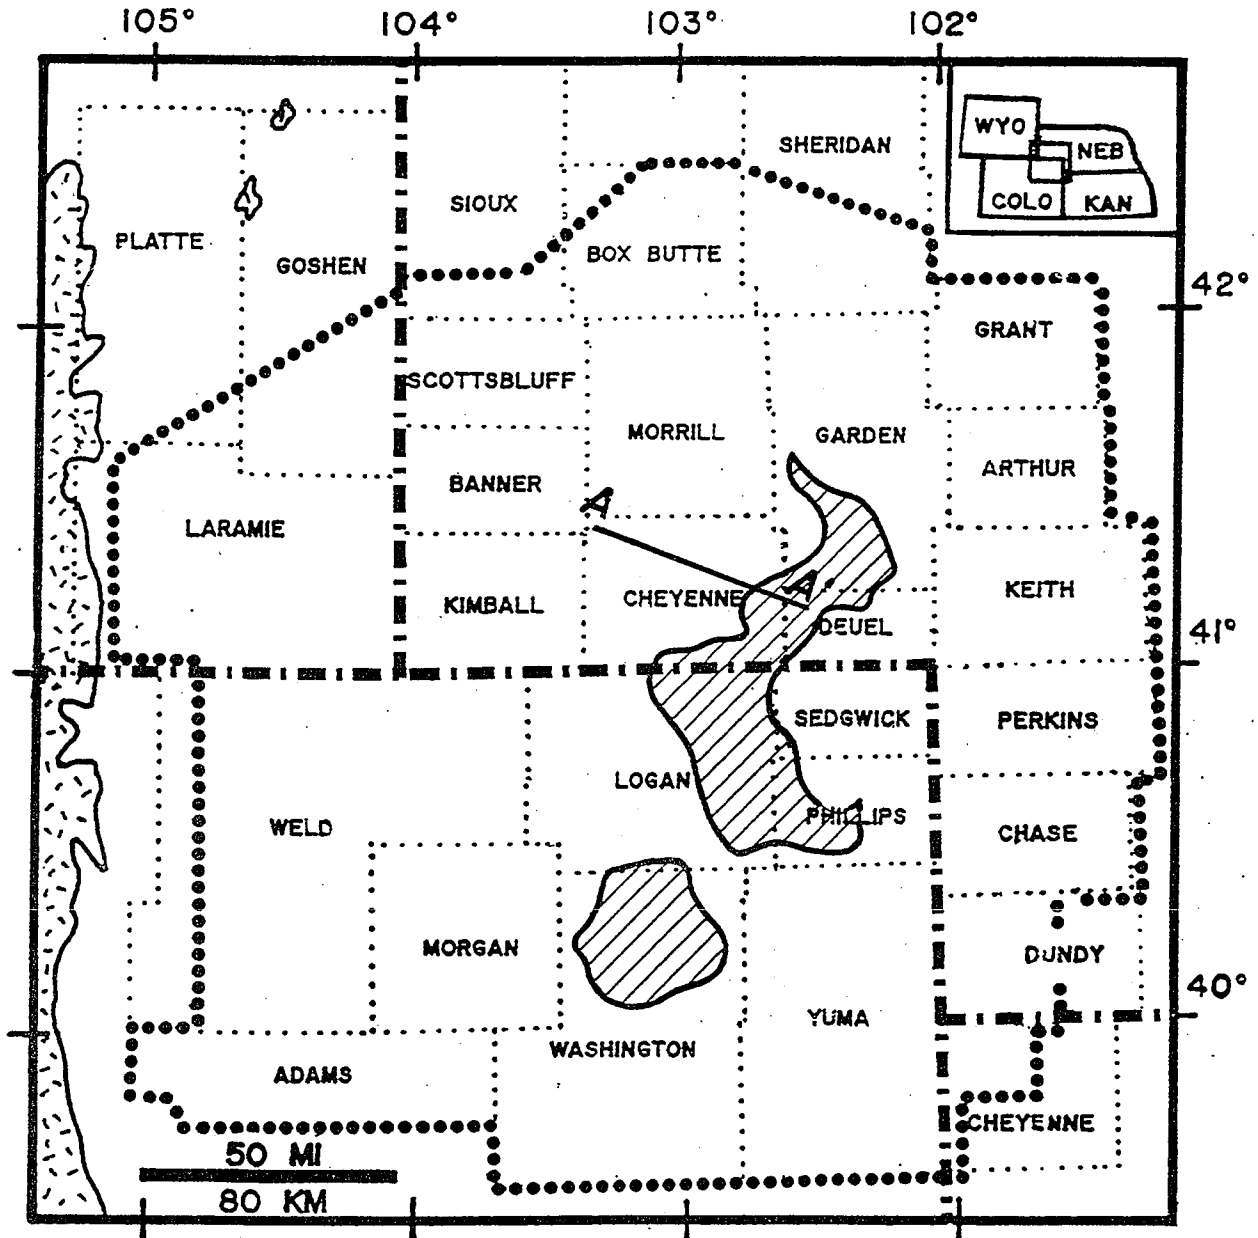 105° 104° 103° 102°
WYO
NEB
COLO KAN
SHERIDAN
SIOUX
PLATTE
GOSHEN
BOX BUTTE
42°
GRANT
SCOTTSBLUFF
MORRILL
GARDEN
ARTHUR
BANNER
A
LARAMIE
A'
KEITH
KIMBALL
CHEYENNE
DEUEL
41°
SEDGWICK
PERKINS
LOGAN
PHILLIPS
WELD
CHASE
MORGAN
DUNDY
40°
YUMA
WASHINGTON
ADAMS
CHEYENNE
50 MI
80 KM